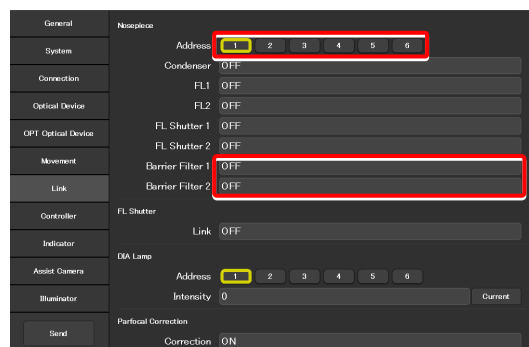 General
System
Connection
Optical Device
OPT Optical Device
Movement
Link
Controller
Indicator
Assist Camera
Illuminator
Send
Nosepiece
Address 1 2 3 4 5 6
Condenser OFF
FL1 OFF
FL2 OFF
FL Shutter 1 OFF
FL Shutter 2 OFF
Barrier Filter 1 OFF
Barrier Filter 2 OFF
FL Shutter
Link OFF
DIA Lamp
Address 1 2 3 4 5 6
Intensity 0 Current
Parfocal Correction
Correction ON